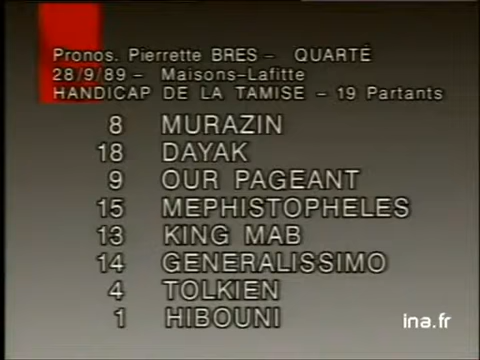 Pronos. Pierrette BRES – QUARTÉ
28/9/89 – Maisons–Lafitte
HANDICAP DE LA TAMISE – 19 Partants
8 MURAZIN
18 DAYAK
9 OUR PAGEANT
15 MEPHISTOPHELES
13 KING MAB
14 GENERALISSIMO
4 TOLKIEN
1 HIBOUNI
ina.fr